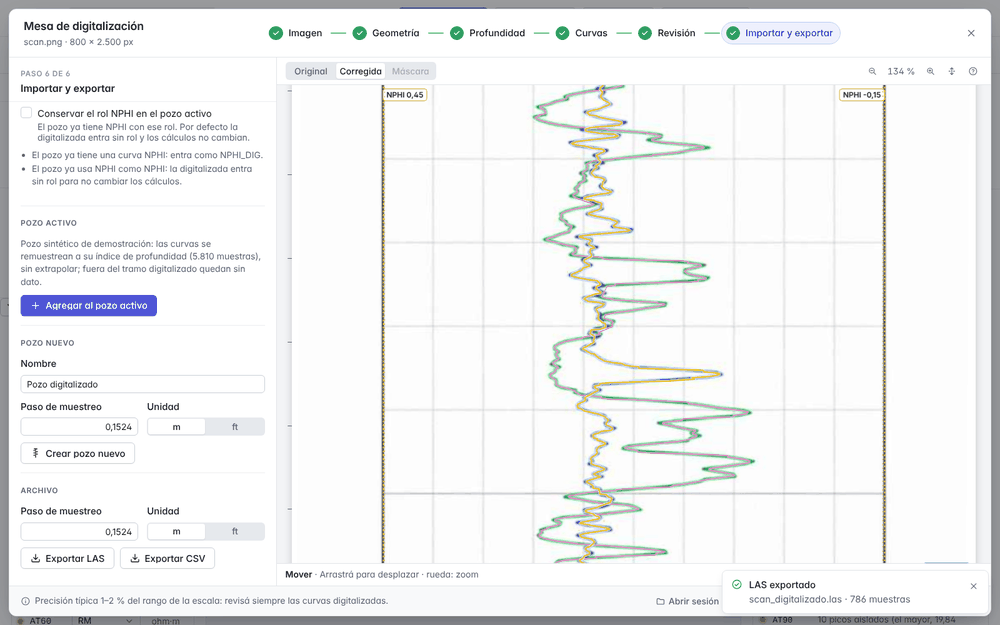 Mesa de digitalización
scan.png · 800 × 2.500 px
Imagen
Geometría
Profundidad
Curvas
Revisión
Importar y exportar
PASO 6 DE 6
Importar y exportar
Original
Corregida
Máscara
134 %
Conservar el rol NPHI en el pozo activo
El pozo ya tiene NPHI con ese rol. Por defecto la
digitalizada entra sin rol y los cálculos no cambian.
• El pozo ya tiene una curva NPHI: entra como NPHI_DIG.
• El pozo ya usa NPHI como NPHI: la digitalizada entra
sin rol para no cambiar los cálculos.
POZO ACTIVO
Pozo sintético de demostración: las curvas se
remuestrean a su índice de profundidad (5.810 muestras),
sin extrapolar; fuera del tramo digitalizado quedan sin
dato.
+ Agregar al pozo activo
POZO NUEVO
Nombre
Pozo digitalizado
Paso de muestreo
Unidad
0,1524
m
ft
Crear pozo nuevo
ARCHIVO
Paso de muestreo
Unidad
0,1524
m
ft
Exportar LAS
Exportar CSV
NPHI 0,45
NPHI -0,15
Mover · Arrastrá para desplazar · rueda: zoom
Precisión típica 1–2 % del rango de la escala: revisá siempre las curvas digitalizadas.
Abrir sesión
LAS exportado
scan_digitalizado.las · 786 muestras
AT60
RM
ohm·m
AT90
10 picos aislados (el mayor, 19,84